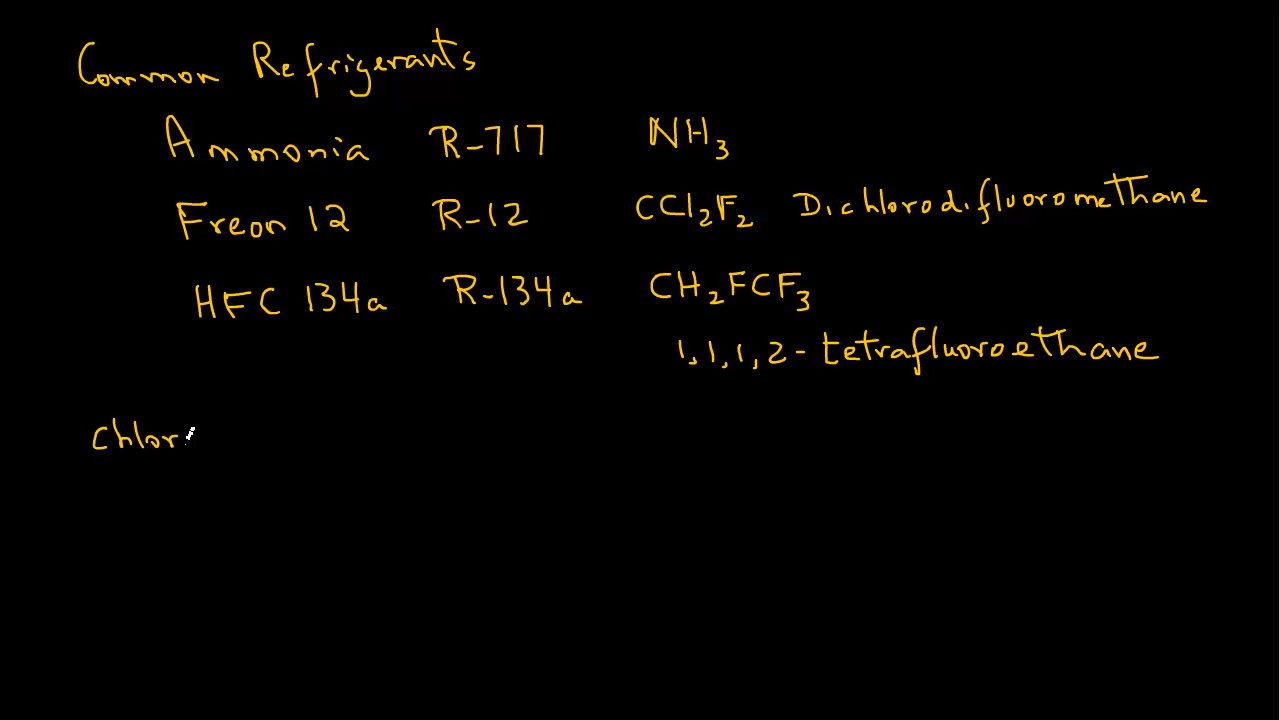 Common Refrigerants
Ammonia R-717 NH3
Freon 12 R-12 CCl2F2 Dichlorodifluoromethane
HFC 134a R-134a CH2FCF3
1,1,1,2-tetrafluoroethane
Chlor